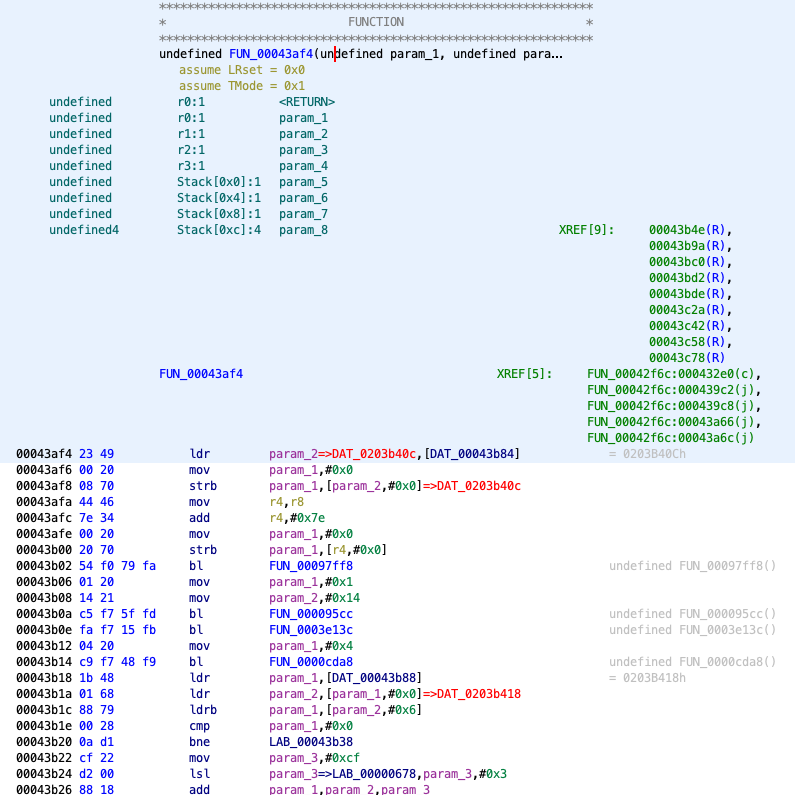 *************************************************************
* FUNCTION *
*************************************************************
undefined FUN_00043af4(undefined param_1, undefined para...
assume LRset = 0x0
assume TMode = 0x1
undefined r0:1 <RETURN>
undefined r0:1 param_1
undefined r1:1 param_2
undefined r2:1 param_3
undefined r3:1 param_4
undefined Stack[0x0]:1 param_5
undefined Stack[0x4]:1 param_6
undefined Stack[0x8]:1 param_7
undefined4 Stack[0xc]:4 param_8 XREF[9]: 00043b4e(R),
00043b9a(R),
00043bc0(R),
00043bd2(R),
00043bde(R),
00043c2a(R),
00043c42(R),
00043c58(R),
00043c78(R)
FUN_00043af4 XREF[5]: FUN_00042f6c:000432e0(c),
FUN_00042f6c:000439c2(j),
FUN_00042f6c:000439c8(j),
FUN_00042f6c:00043a66(j),
FUN_00042f6c:00043a6c(j)
00043af4 23 49 ldr param_2=>DAT_0203b40c,[DAT_00043b84] = 0203B40Ch
00043af6 00 20 mov param_1,#0x0
00043af8 08 70 strb param_1,[param_2,#0x0]=>DAT_0203b40c
00043afa 44 46 mov r4,r8
00043afc 7e 34 add r4,#0x7e
00043afe 00 20 mov param_1,#0x0
00043b00 20 70 strb param_1,[r4,#0x0]
00043b02 54 f0 79 fa bl FUN_00097ff8 undefined FUN_00097ff8()
00043b06 01 20 mov param_1,#0x1
00043b08 14 21 mov param_2,#0x14
00043b0a c5 f7 5f fd bl FUN_000095cc undefined FUN_000095cc()
00043b0e fa f7 15 fb bl FUN_0003e13c undefined FUN_0003e13c()
00043b12 04 20 mov param_1,#0x4
00043b14 c9 f7 48 f9 bl FUN_0000cda8 undefined FUN_0000cda8()
00043b18 1b 48 ldr param_1,[DAT_00043b88] = 0203B418h
00043b1a 01 68 ldr param_2,[param_1,#0x0]=>DAT_0203b418
00043b1c 88 79 ldrb param_1,[param_2,#0x6]
00043b1e 00 28 cmp param_1,#0x0
00043b20 0a d1 bne LAB_00043b38
00043b22 cf 22 mov param_3,#0xcf
00043b24 d2 00 lsl param_3=>LAB_00000678,param_3,#0x3
00043b26 88 18 add param_1,param_2,param_3